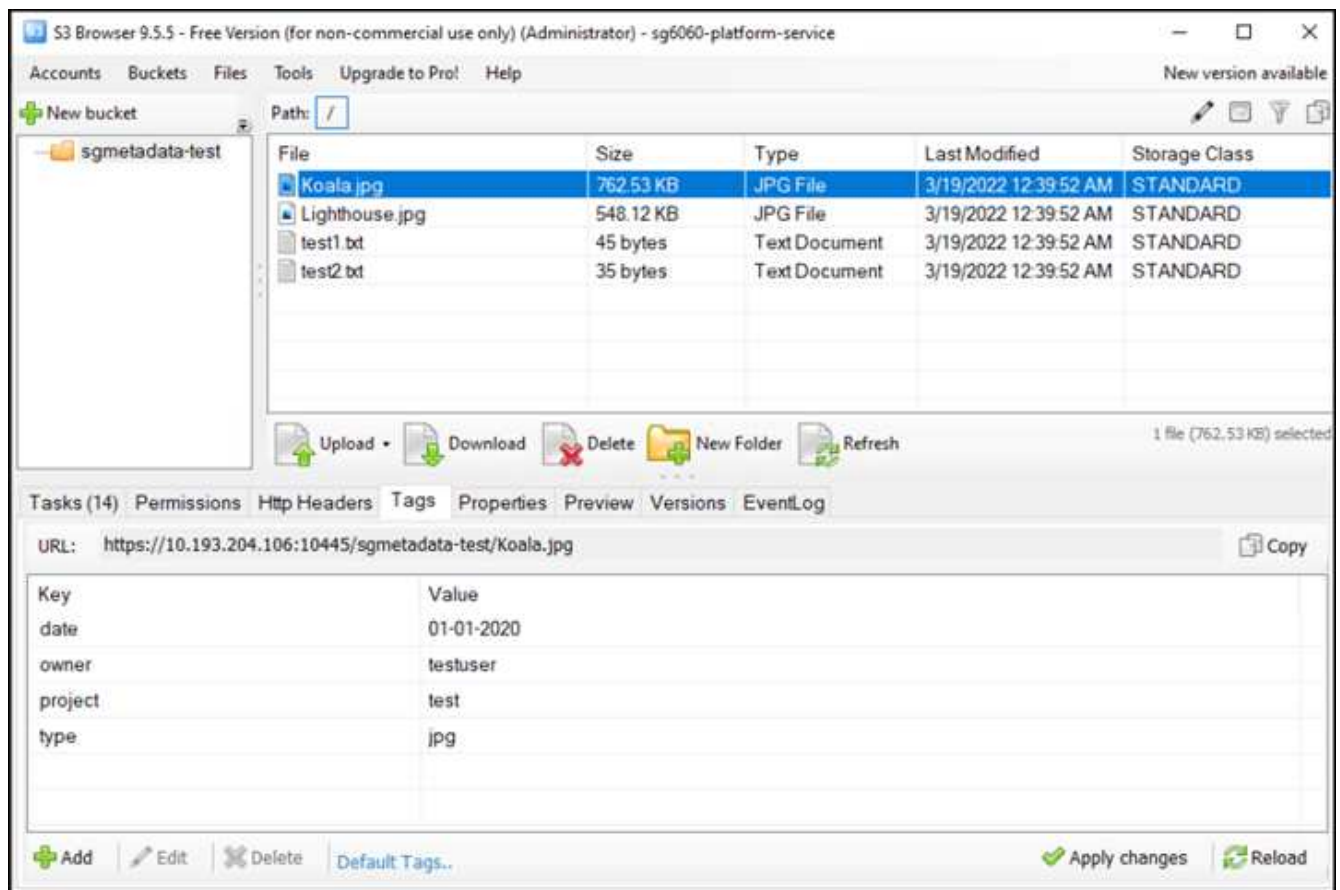 S3 Browser 9.5.5 - Free Version (for non-commercial use only) (Administrator) - sg6060-platform-service
Accounts Buckets Files Tools Upgrade to Pro! Help New version available
New bucket Path: /
sgmetadata-test
File Size Type Last Modified Storage Class
Koala.jpg 762.53 KB JPG File 3/19/2022 12:39:52 AM STANDARD
Lighthouse.jpg 548.12 KB JPG File 3/19/2022 12:39:52 AM STANDARD
test1.txt 45 bytes Text Document 3/19/2022 12:39:52 AM STANDARD
test2.txt 35 bytes Text Document 3/19/2022 12:39:52 AM STANDARD
Upload Download Delete New Folder Refresh 1 file (762.53 KB) selected
Tasks (14) Permissions Http Headers Tags Properties Preview Versions EventLog
URL: https://10.193.204.106:10445/sgmetadata-test/Koala.jpg Copy
Key Value
date 01-01-2020
owner testuser
project test
type jpg
Add Edit Delete Default Tags.. Apply changes Reload